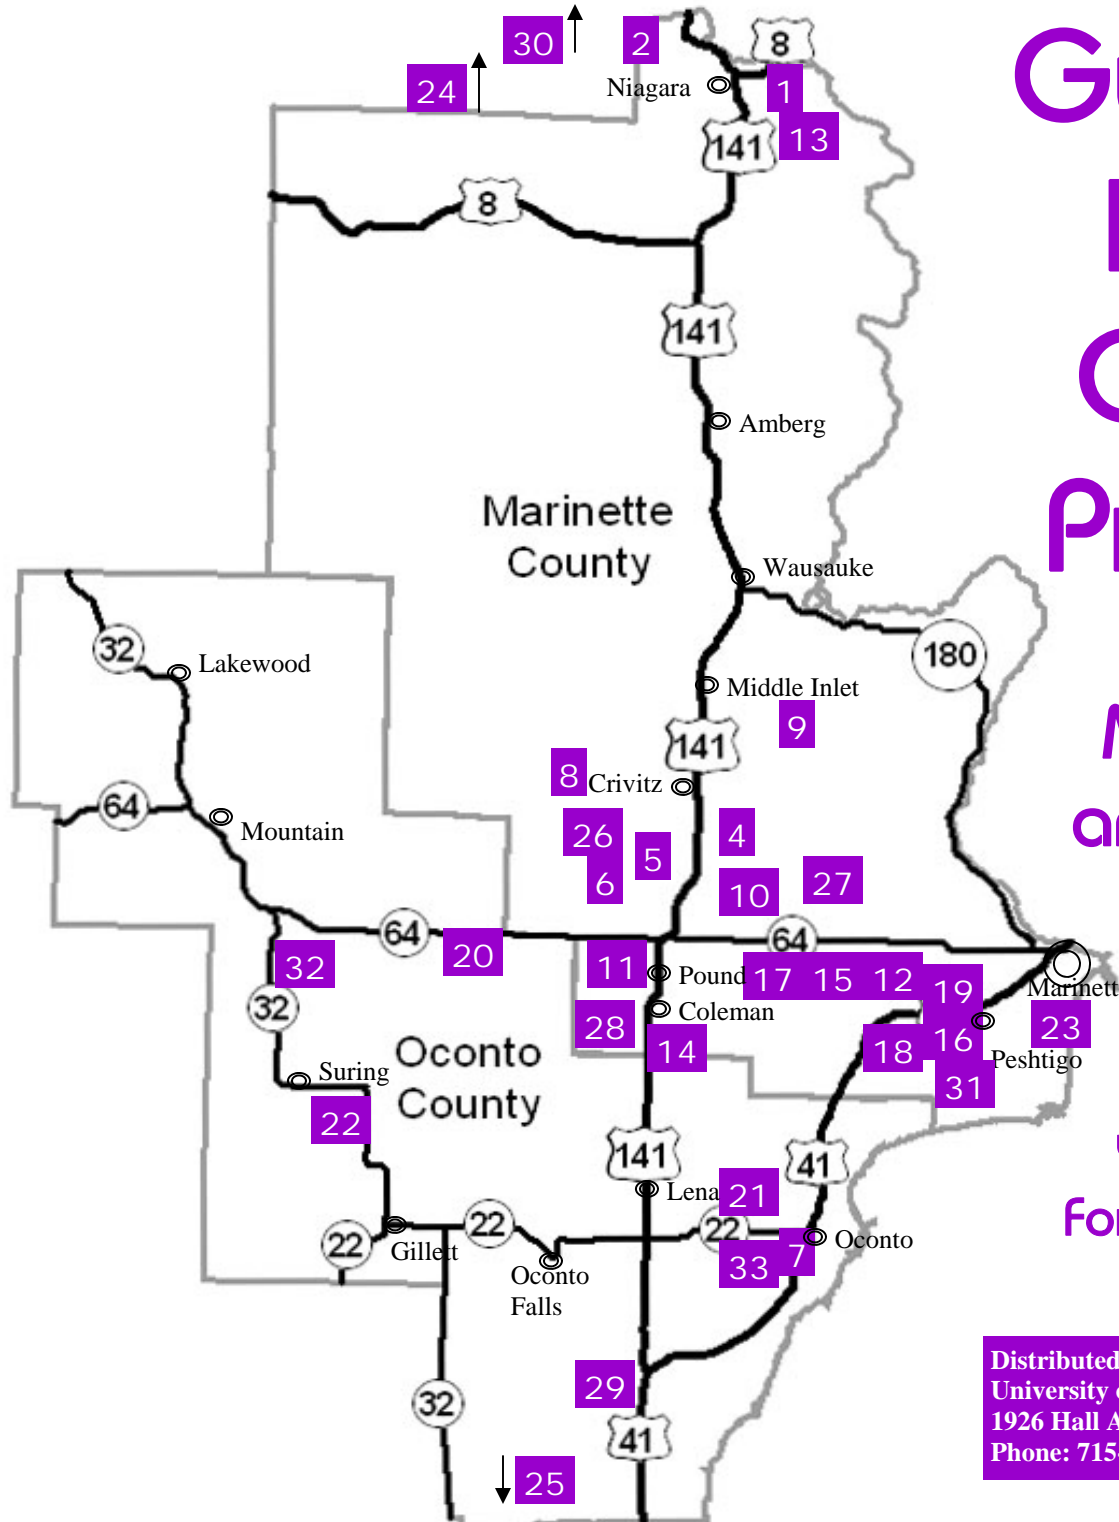 30
2
8
24
Niagara
1
141
13
8
141
Amberg
Marinette
County
Wausauke
32
Lakewood
180
Middle Inlet
9
141
8
Crivitz
64
Mountain
26
5
4
6
10
27
64
20
64
32
11
Pound
17
15
12
19
Marinett
32
28
Coleman
23
14
18
16
Peshtigo
Oconto
County
Suring
31
22
141
41
Lena
21
22
Gillett
22
22
Oconto
33
7
Oconto
Falls
29
32
41
25
Distributed
University
1926 Hall A
Phone: 715-